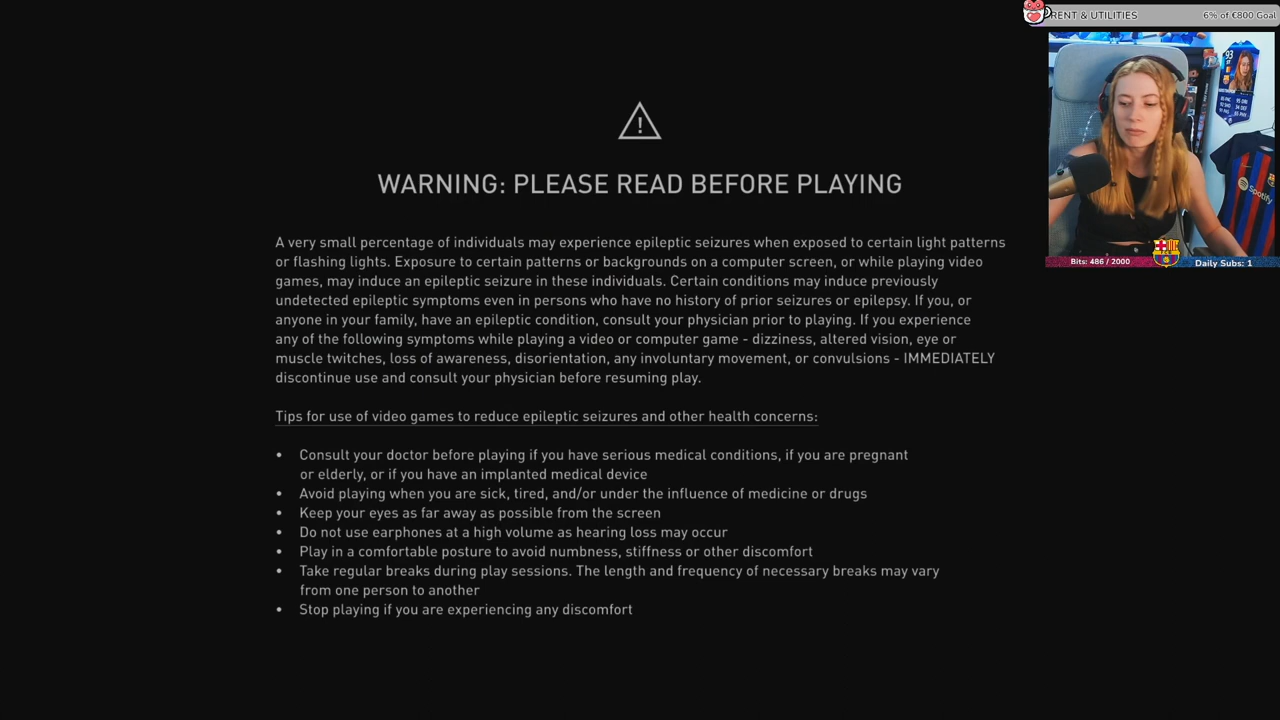 RENT & UTILITIES
6% of €800 Goal
WARNING: PLEASE READ BEFORE PLAYING
A very small percentage of individuals may experience epileptic seizures when exposed to certain light patterns
or flashing lights. Exposure to certain patterns or backgrounds on a computer screen, or while playing video
games, may induce an epileptic seizure in these individuals. Certain conditions may induce previously
undetected epileptic symptoms even in persons who have no history of prior seizures or epilepsy. If you, or
anyone in your family, have an epileptic condition, consult your physician prior to playing. If you experience
any of the following symptoms while playing a video or computer game - dizziness, altered vision, eye or
muscle twitches, loss of awareness, disorientation, any involuntary movement, or convulsions - IMMEDIATELY
discontinue use and consult your physician before resuming play.
Tips for use of video games to reduce epileptic seizures and other health concerns:
• Consult your doctor before playing if you have serious medical conditions, if you are pregnant
or elderly, or if you have an implanted medical device
• Avoid playing when you are sick, tired, and/or under the influence of medicine or drugs
• Keep your eyes as far away as possible from the screen
• Do not use earphones at a high volume as hearing loss may occur
• Play in a comfortable posture to avoid numbness, stiffness or other discomfort
• Take regular breaks during play sessions. The length and frequency of necessary breaks may vary
from one person to another
• Stop playing if you are experiencing any discomfort
93
Spotify
Bits: 486 / 2000
Daily Subs: 1